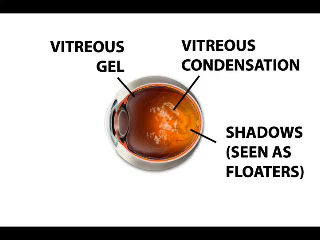 VITREOUS
GEL
VITREOUS
CONDENSATION
SHADOWS
(SEEN AS
FLOATERS)